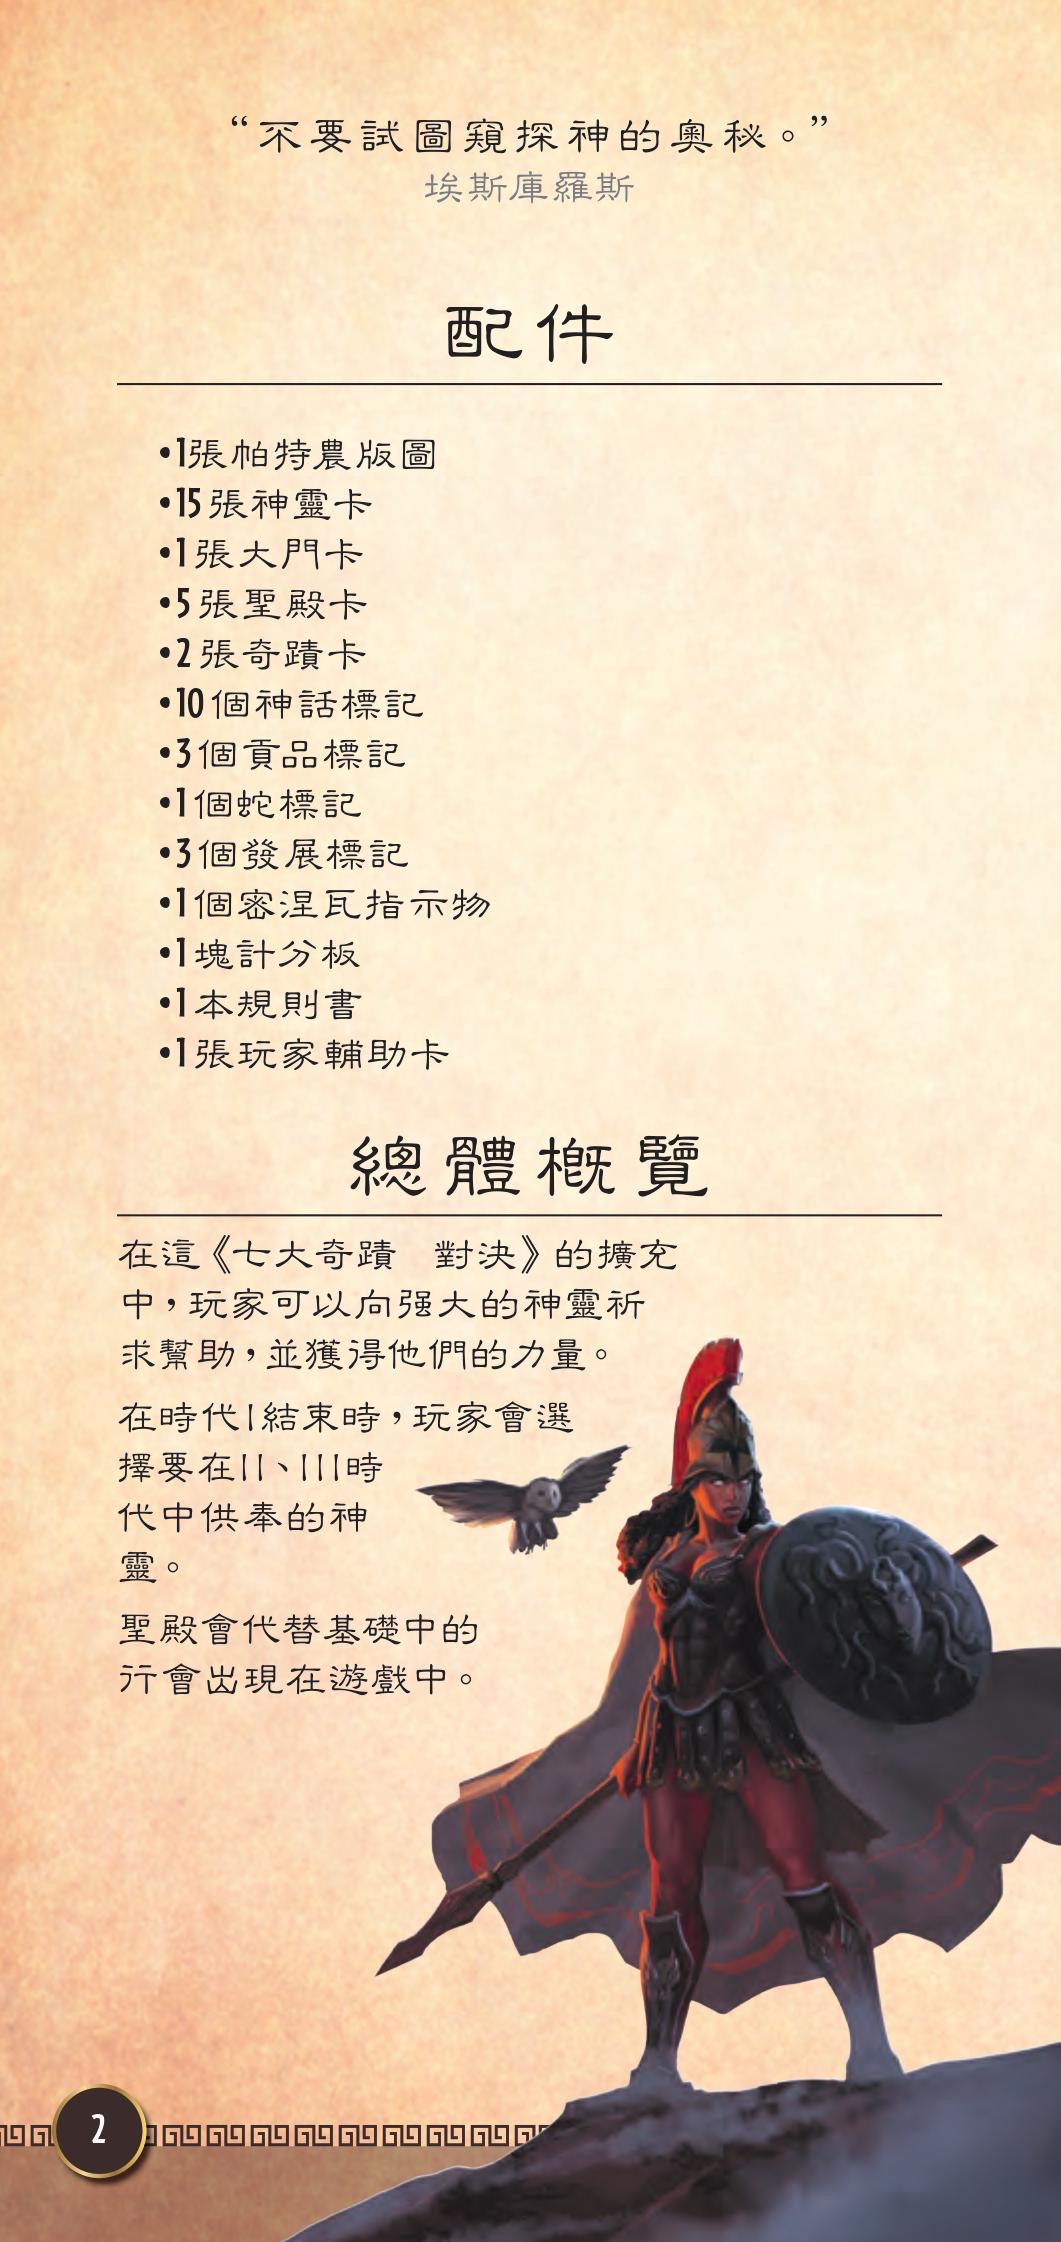 “不要試圖窺探神的奧秘。”
埃斯庫羅斯
配件
•1張帕特農版圖
•15張神靈卡
•1張大門卡
•5張聖殿卡
•2張奇蹟卡
•10個神話標記
•3個貢品標記
•1個蛇標記
•3個發展標記
•1個密涅瓦指示物
•1塊計分板
•1本規則書
•1張玩家輔助卡
總體概覽
在這《七大奇蹟　對決》的擴充
中，玩家可以向强大的神靈祈
求幫助，並獲得他們的力量。
在時代I結束時，玩家會選
擇要在II、III時
代中供奉的神
靈。
聖殿會代替基礎中的
行會出現在遊戲中。
2